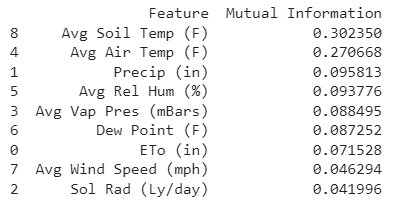 Feature Mutual Information
8 Avg Soil Temp (F) 0.302350
4 Avg Air Temp (F) 0.270668
1 Precip (in) 0.095813
5 Avg Rel Hum (%) 0.093776
3 Avg Vap Pres (mBars) 0.088495
6 Dew Point (F) 0.087252
0 ETo (in) 0.071528
7 Avg Wind Speed (mph) 0.046294
2 Sol Rad (Ly/day) 0.041996